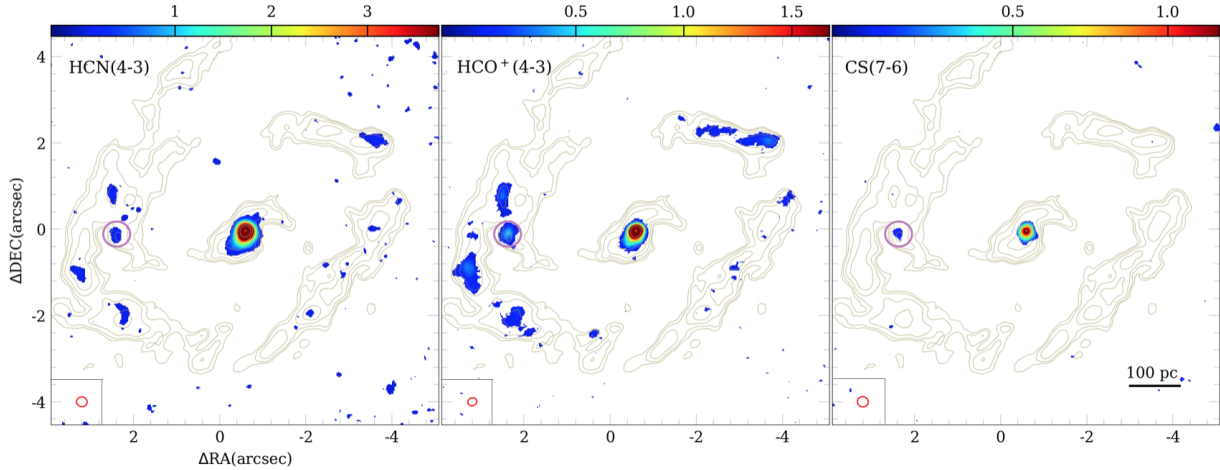 1 2 3 0.5 1.0 1.5 0.5 1.0
HCN(4-3) HCO+(4-3) CS(7-6)
4
2
0
-2
-4
ΔDEC(arcsec)
100 pc
2 0 -2 -4 2 0 -2 -4 2 0 -2 -4
ΔRA(arcsec)